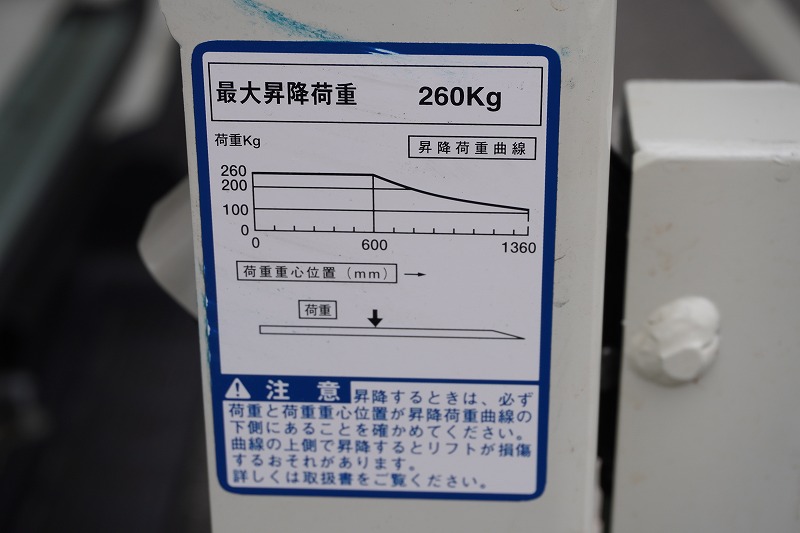 最大昇降荷重 260Kg
荷重Kg
昇降荷重曲線
260
200
100
0
0 600 1360
荷重重心位置(mm) →
荷重
注意 昇降するときは、必ず
荷重と荷重重心位置が昇降荷重曲線の
下側にあることを確かめてください。
曲線の上側で昇降するとリフトが損傷
するおそれがあります。
詳しくは取扱書をご覧ください。